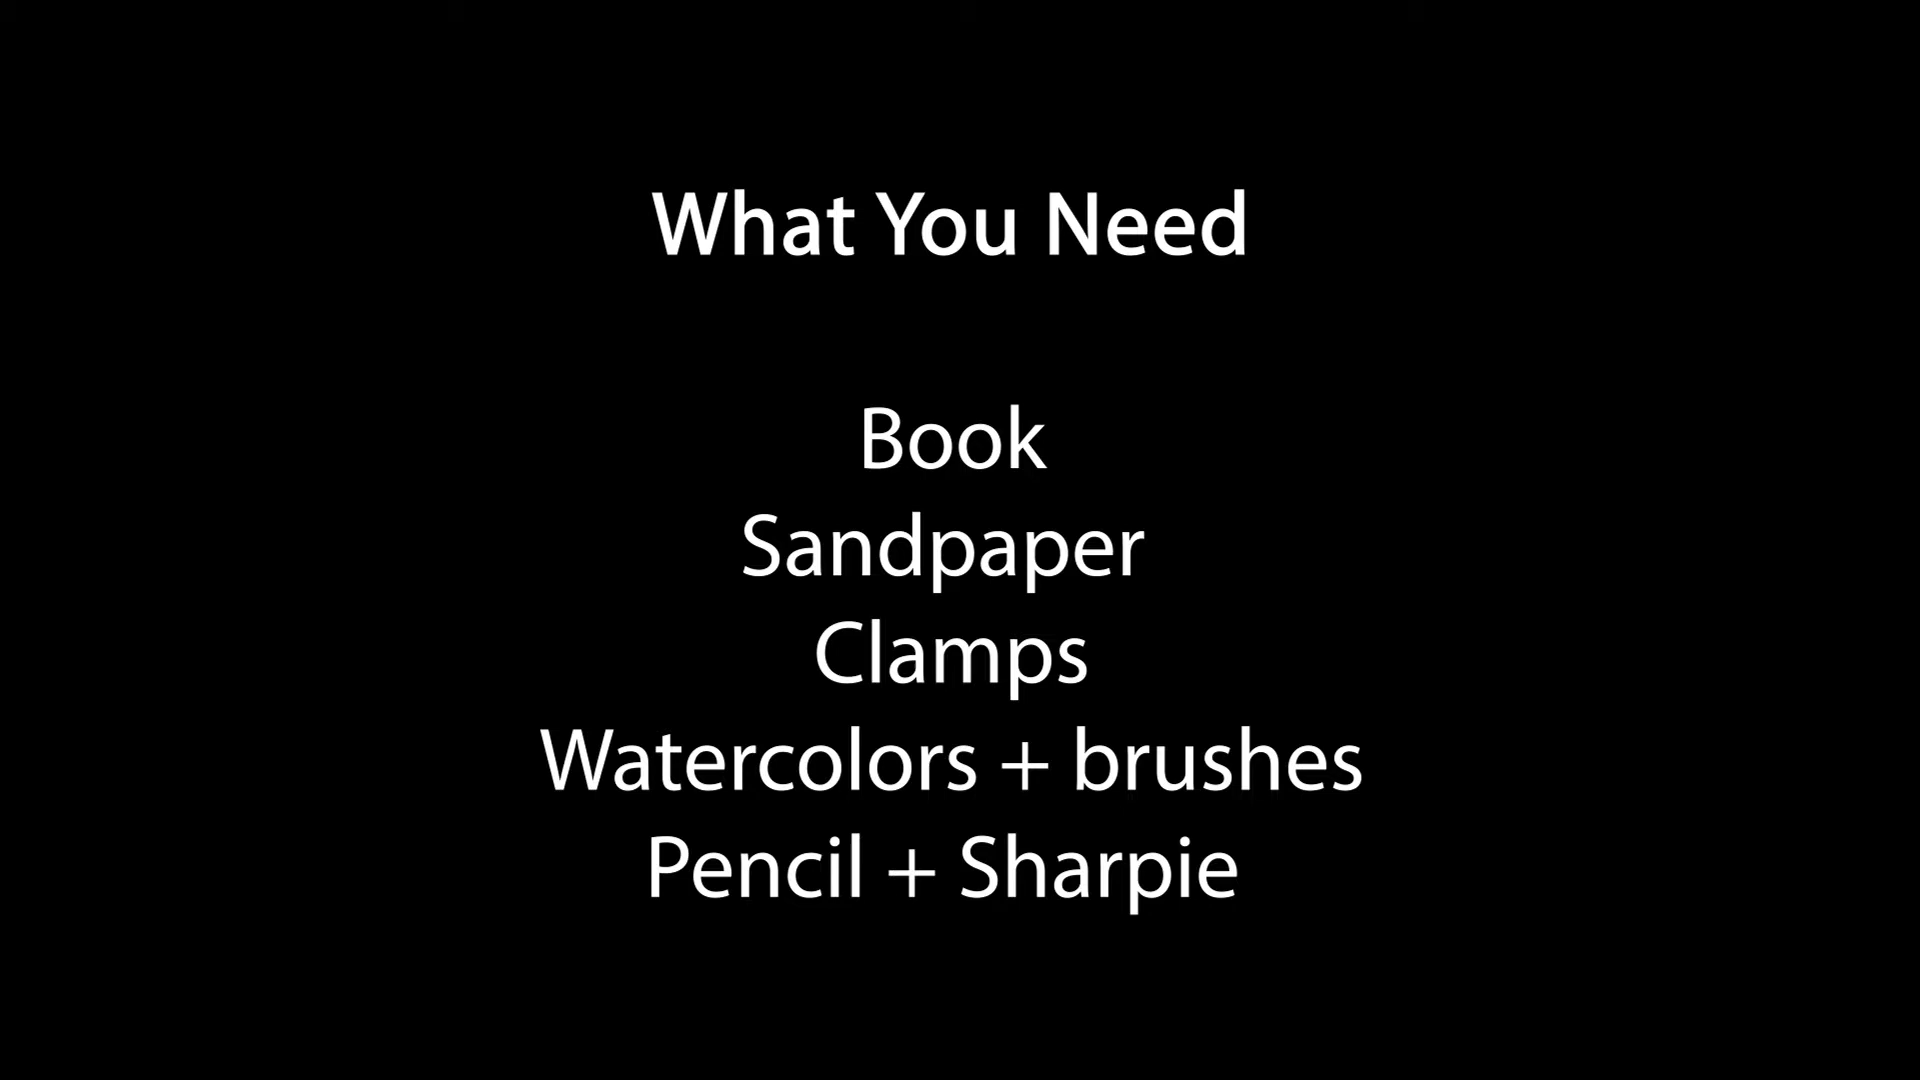 What You Need
Book
Sandpaper
Clamps
Watercolors + brushes
Pencil + Sharpie